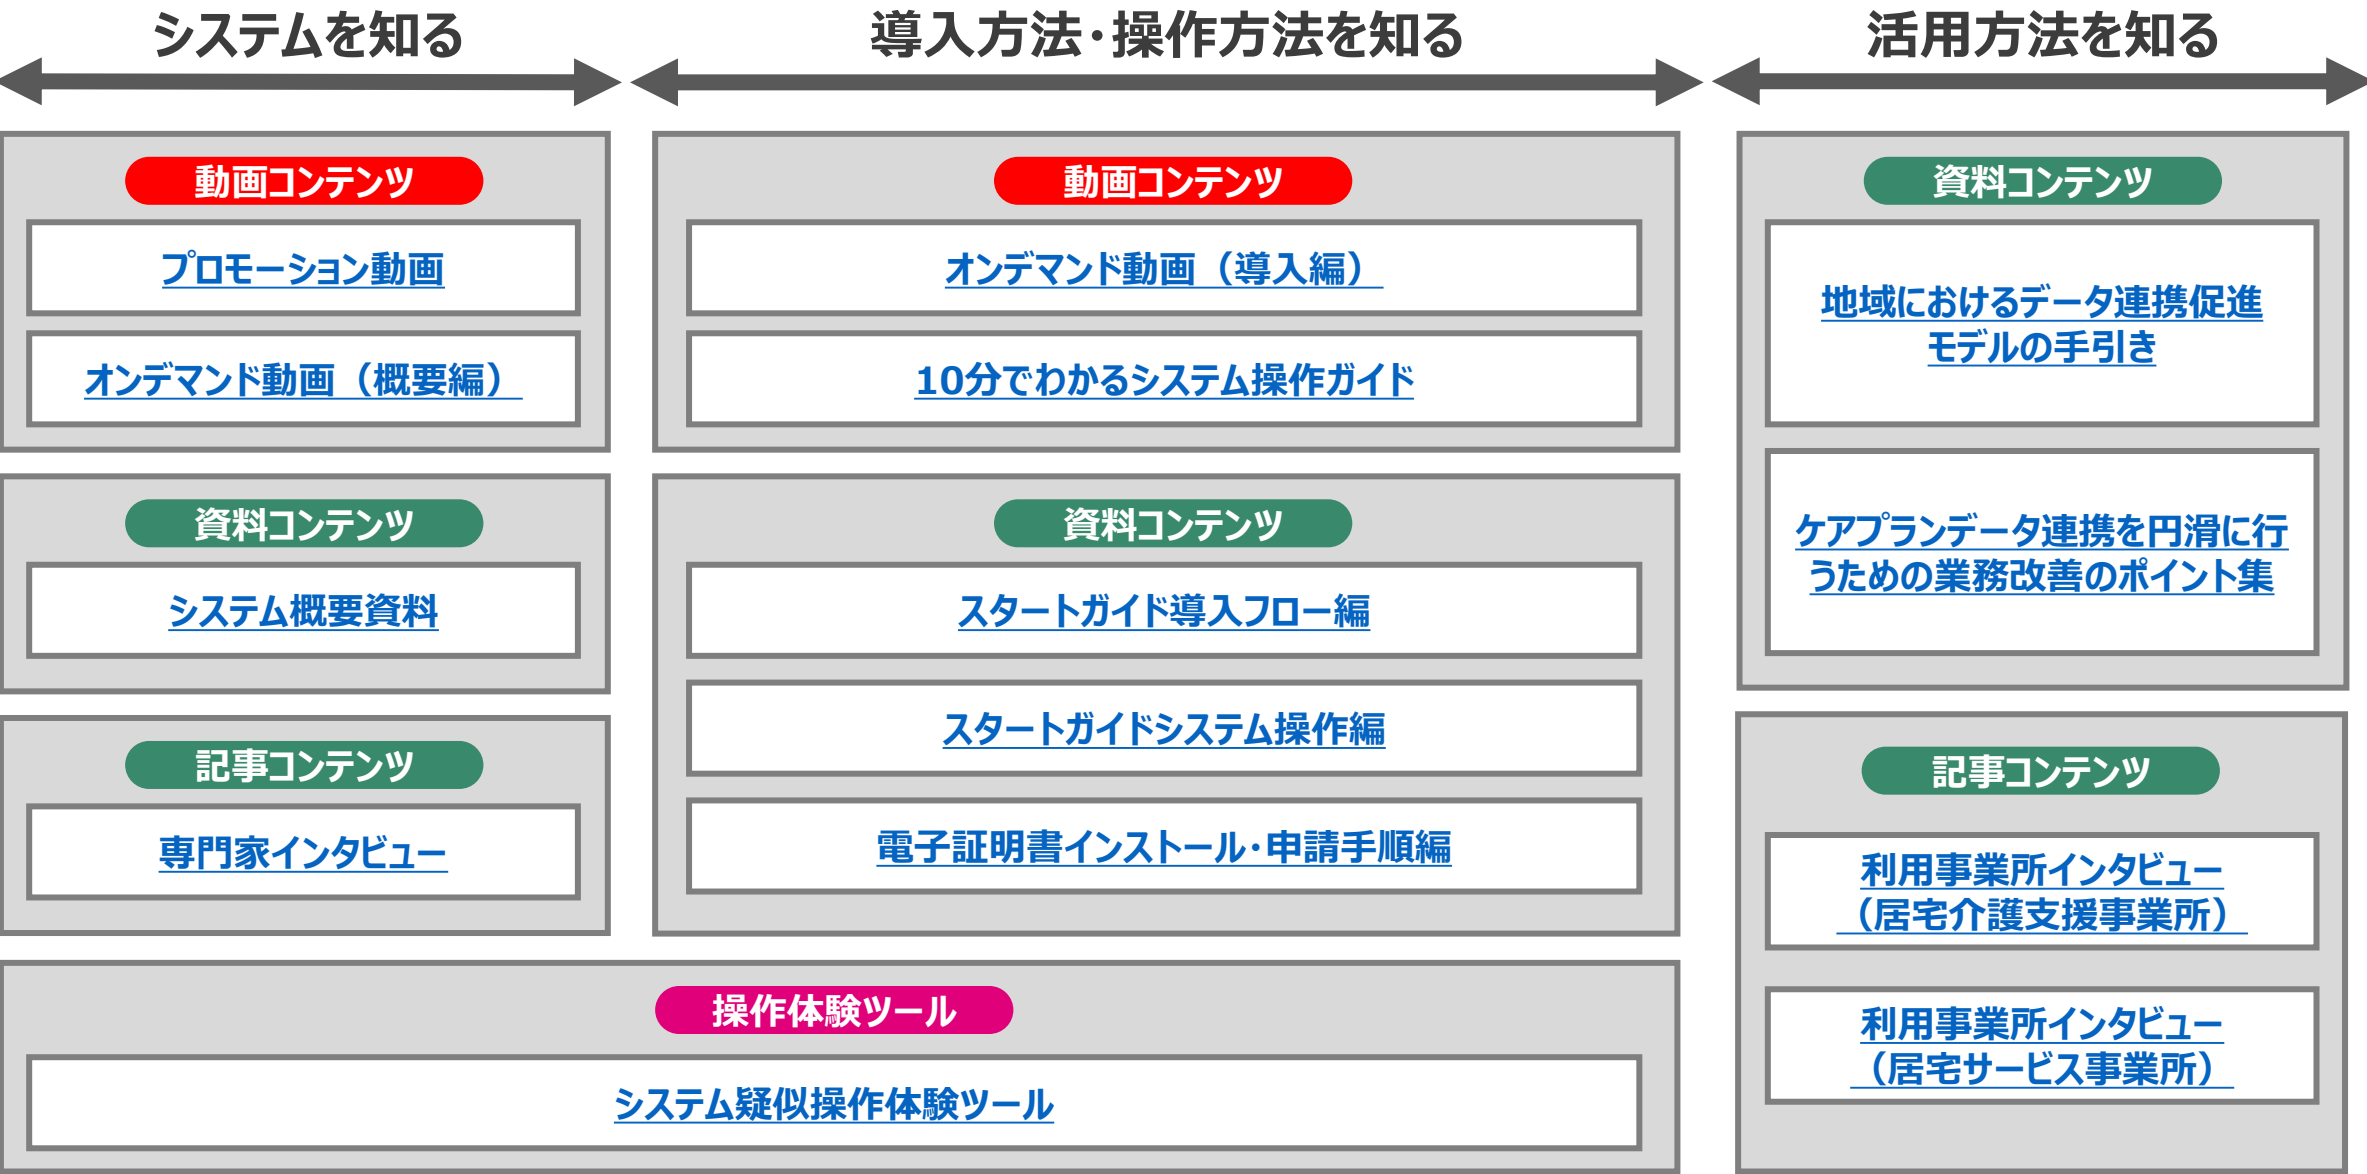 システムを知る
導入方法・操作方法を知る
活用方法を知る
動画コンテンツ
プロモーション動画
オンデマンド動画（概要編）
資料コンテンツ
システム概要資料
記事コンテンツ
専門家インタビュー
動画コンテンツ
オンデマンド動画（導入編）
10分でわかるシステム操作ガイド
資料コンテンツ
スタートガイド導入フロー編
スタートガイドシステム操作編
電子証明書インストール・申請手順編
操作体験ツール
システム疑似操作体験ツール
資料コンテンツ
地域におけるデータ連携促進
モデルの手引き
ケアプランデータ連携を円滑に行
うための業務改善のポイント集
記事コンテンツ
利用事業所インタビュー
（居宅介護支援事業所）
利用事業所インタビュー
（居宅サービス事業所）